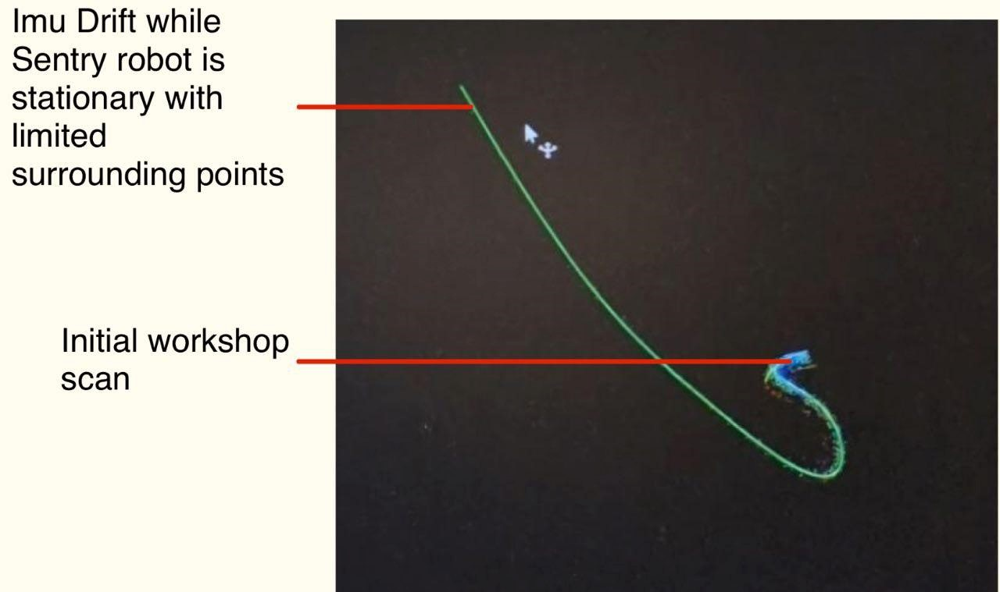 Imu Drift while
Sentry robot is
stationary with
limited
surrounding points
Initial workshop
scan